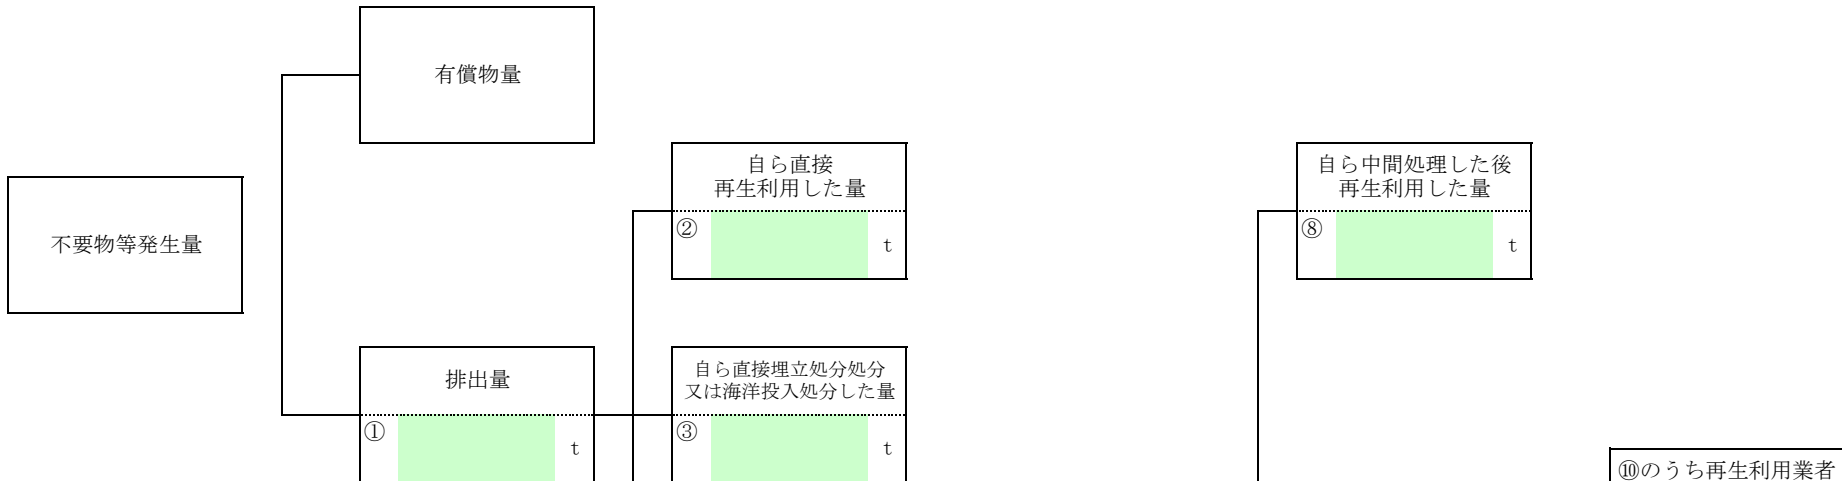 有償物量
自ら直接
再生利用した量
②
t
自ら中間処理した後
再生利用した量
⑧
t
不要物等発生量
排出量
①
t
自ら直接埋立処分処分
又は海洋投入処分した量
③
t
⑩のうち再生利用業者